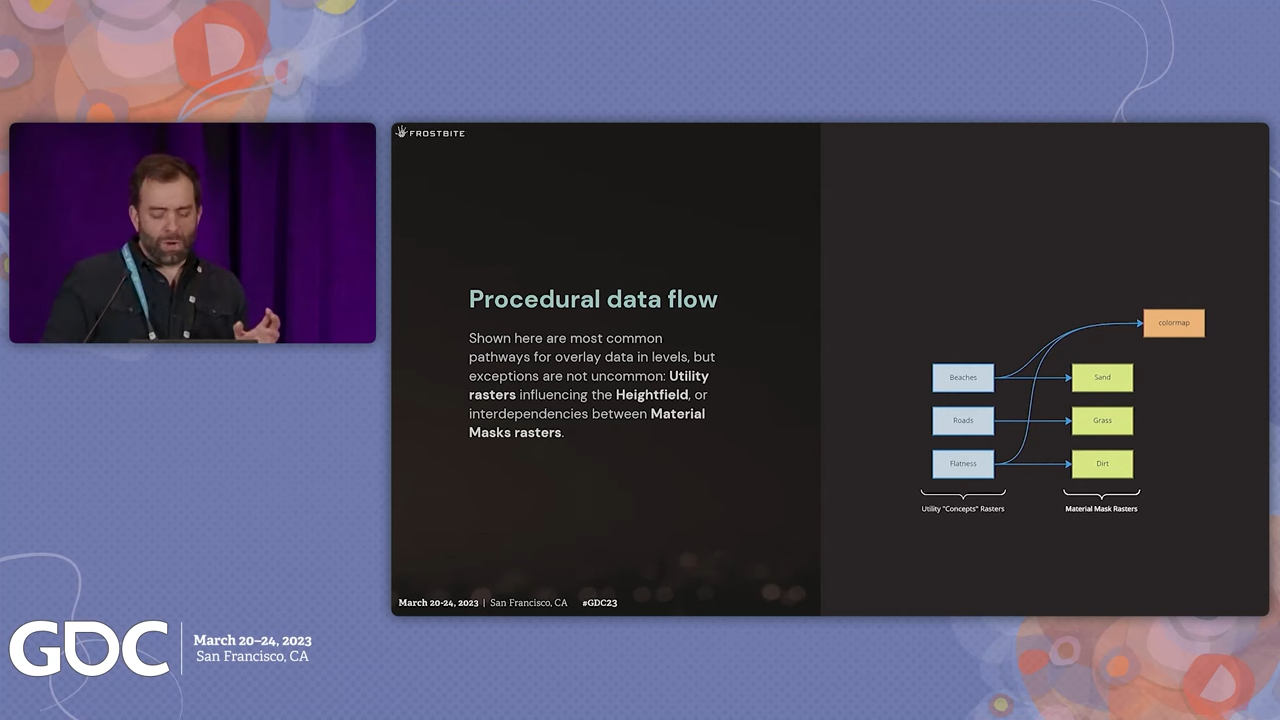 FROSTBITE
Procedural data flow
Shown here are most common
pathways for overlay data in levels, but
exceptions are not uncommon: Utility
rasters influencing the Heightfield, or
interdependencies between Material
Masks rasters.
colormap
Beaches
Sand
Roads
Grass
Flatness
Dirt
Utility "Concepts" Rasters
Material Mask Rasters
March 20-24, 2023 | San Francisco, CA #GDC23
GDC
March 20–24, 2023
San Francisco, CA